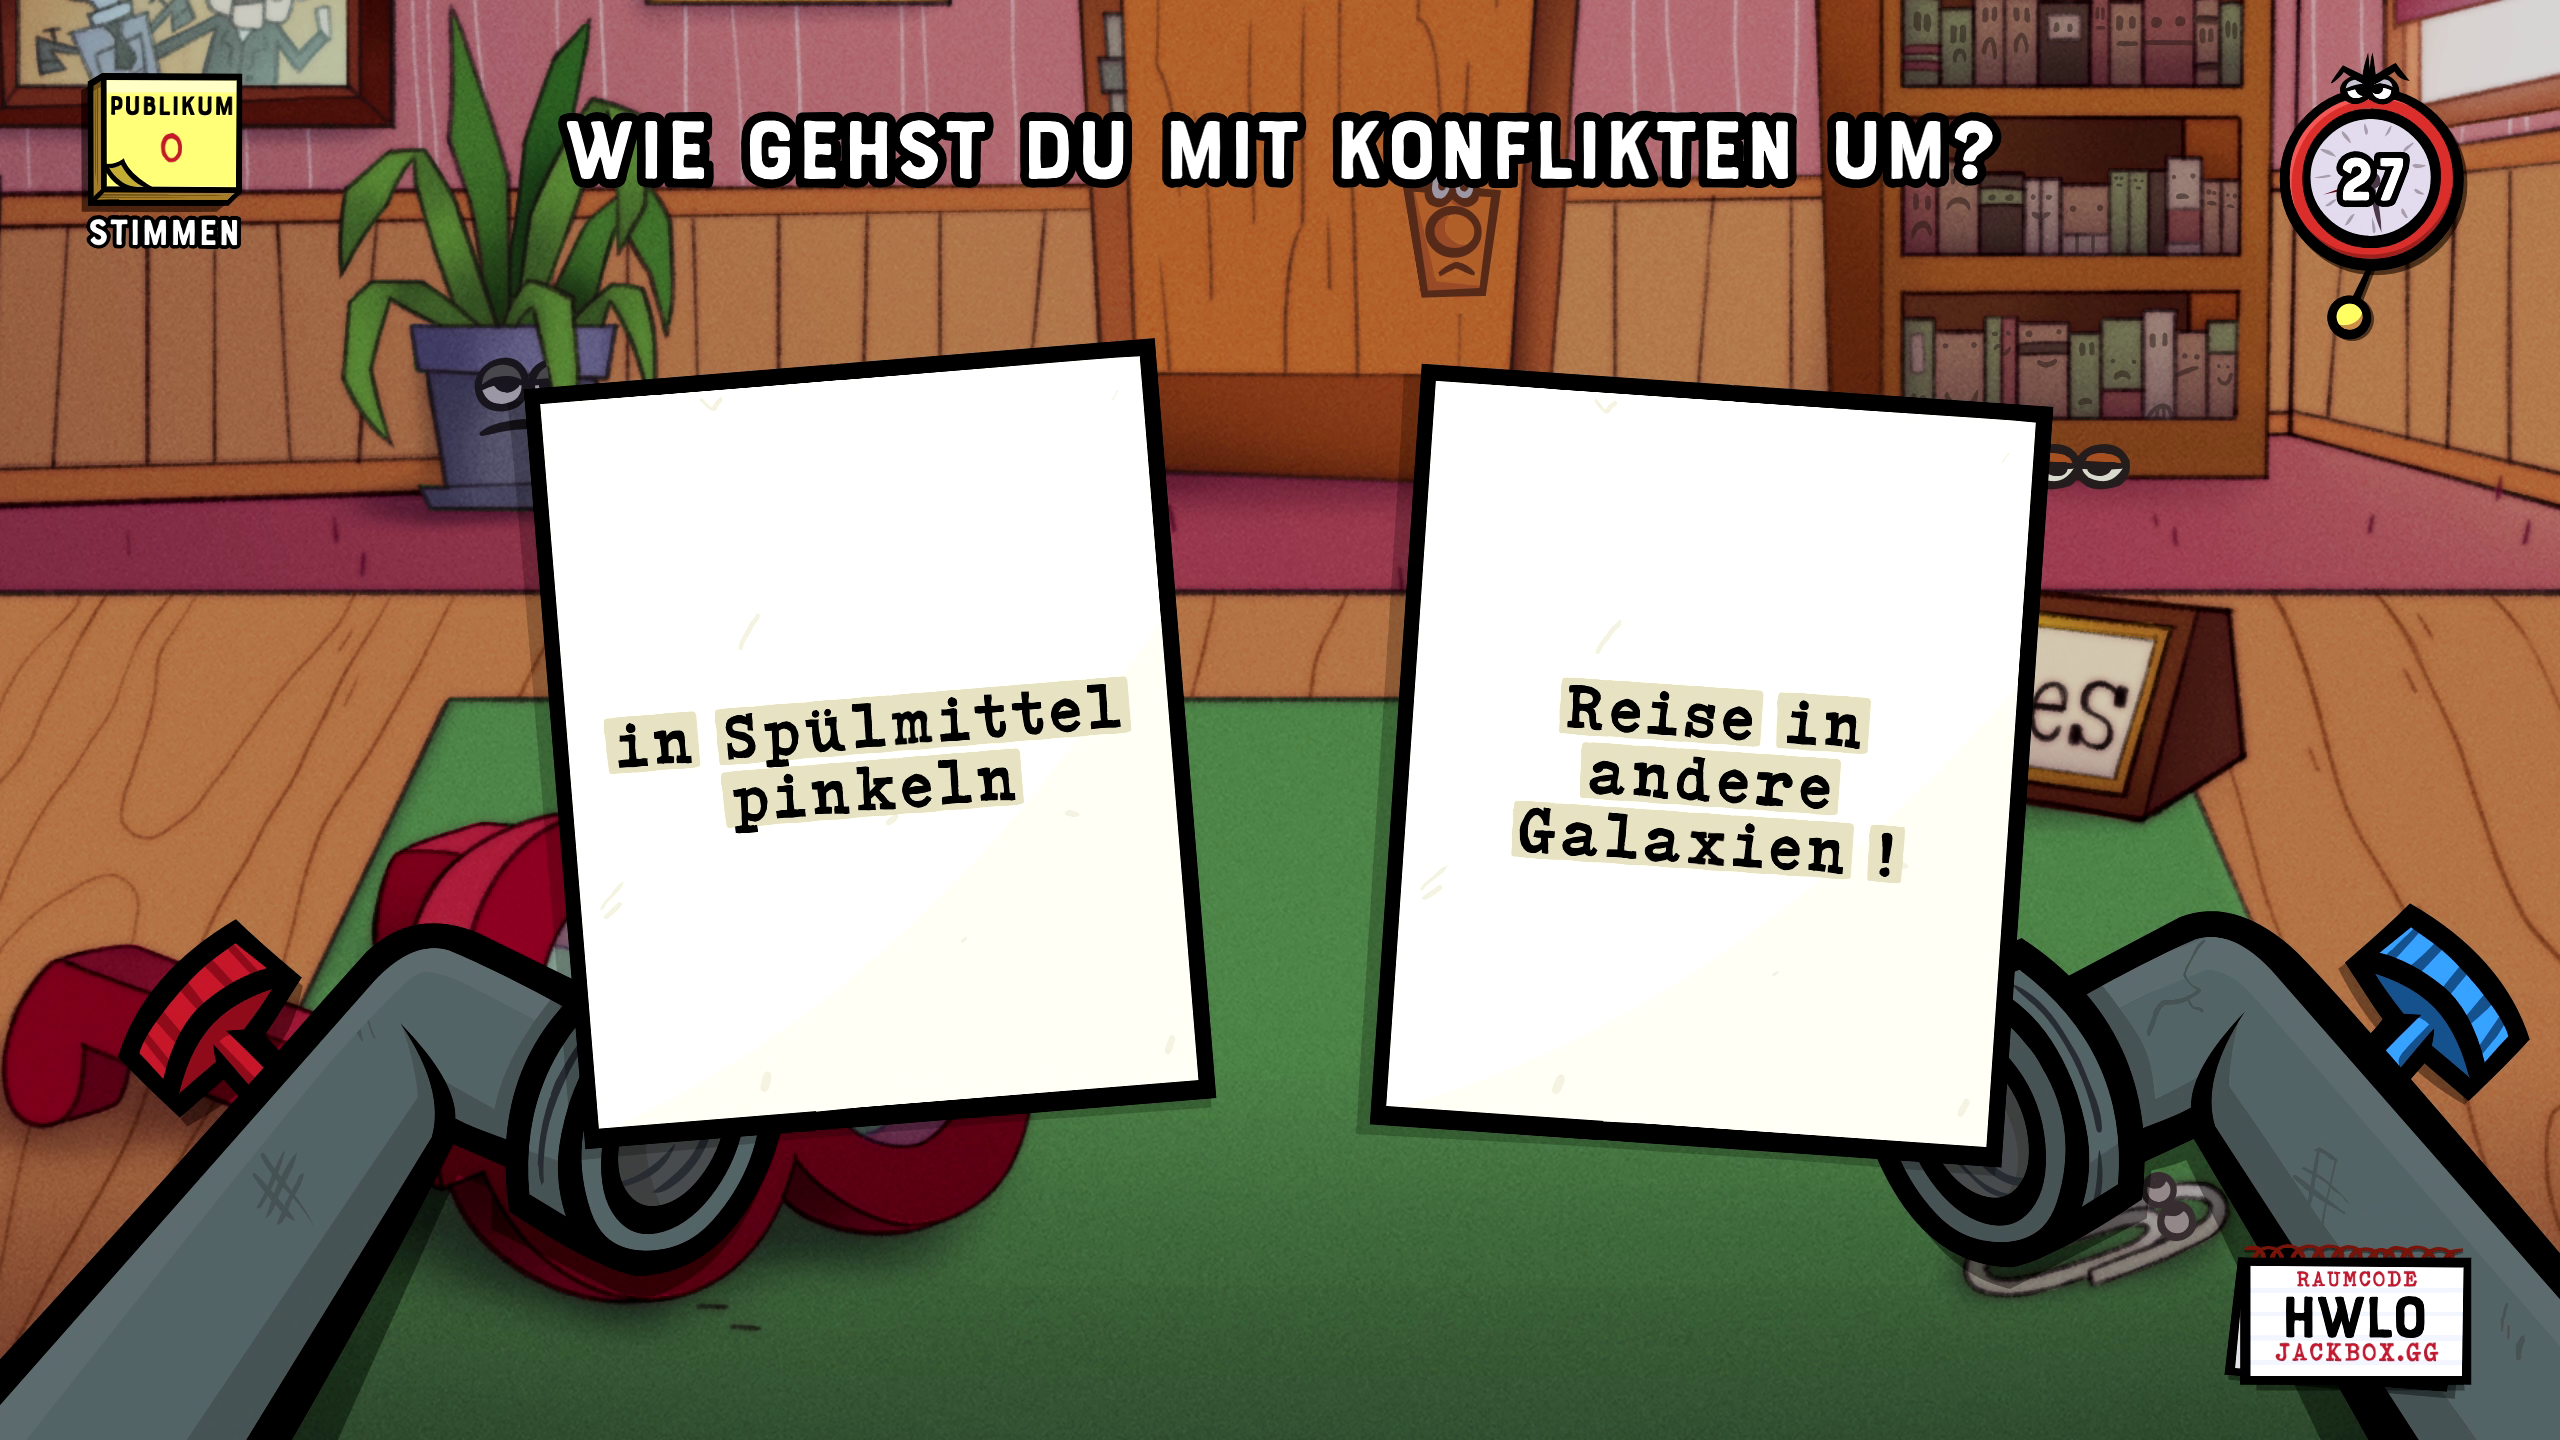 PUBLIKUM
0
STIMMEN
WIE GEHST DU MIT KONFLIKTEN UM?
27
in Spülmittel
pinkeln
Reise in
andere
Galaxien !
es
RAUMCODE
HWLO
JACKBOX.GG